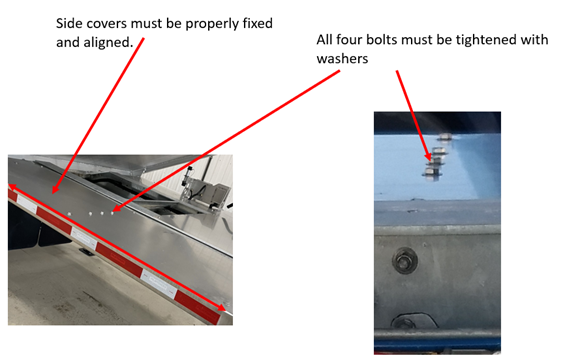 Side covers must be properly fixed
and aligned.
All four bolts must be tightened with
washers